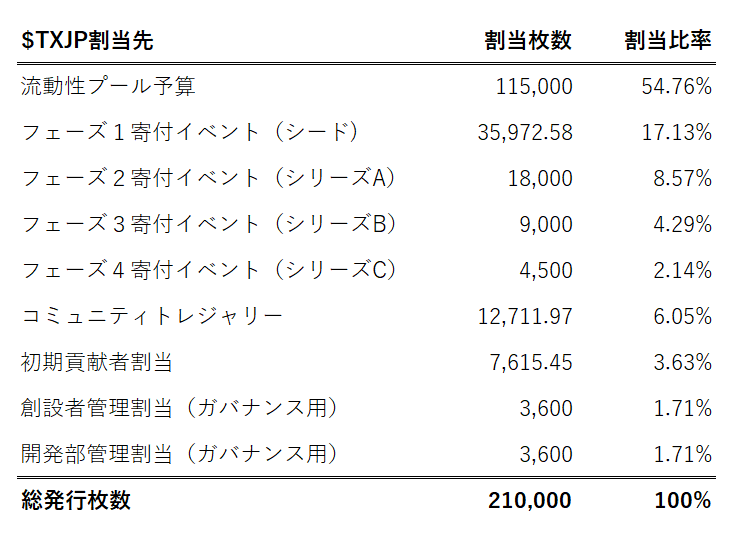 $TXJP割当先 割当枚数 割当比率
流動性プール予算 115,000 54.76%
フェーズ１寄付イベント（シード） 35,972.58 17.13%
フェーズ２寄付イベント（シリーズA） 18,000 8.57%
フェーズ３寄付イベント（シリーズB） 9,000 4.29%
フェーズ４寄付イベント（シリーズC） 4,500 2.14%
コミュニティトレジャリー 12,711.97 6.05%
初期貢献者割当 7,615.45 3.63%
創設者管理割当（ガバナンス用） 3,600 1.71%
開発部管理割当（ガバナンス用） 3,600 1.71%
総発行枚数 210,000 100%